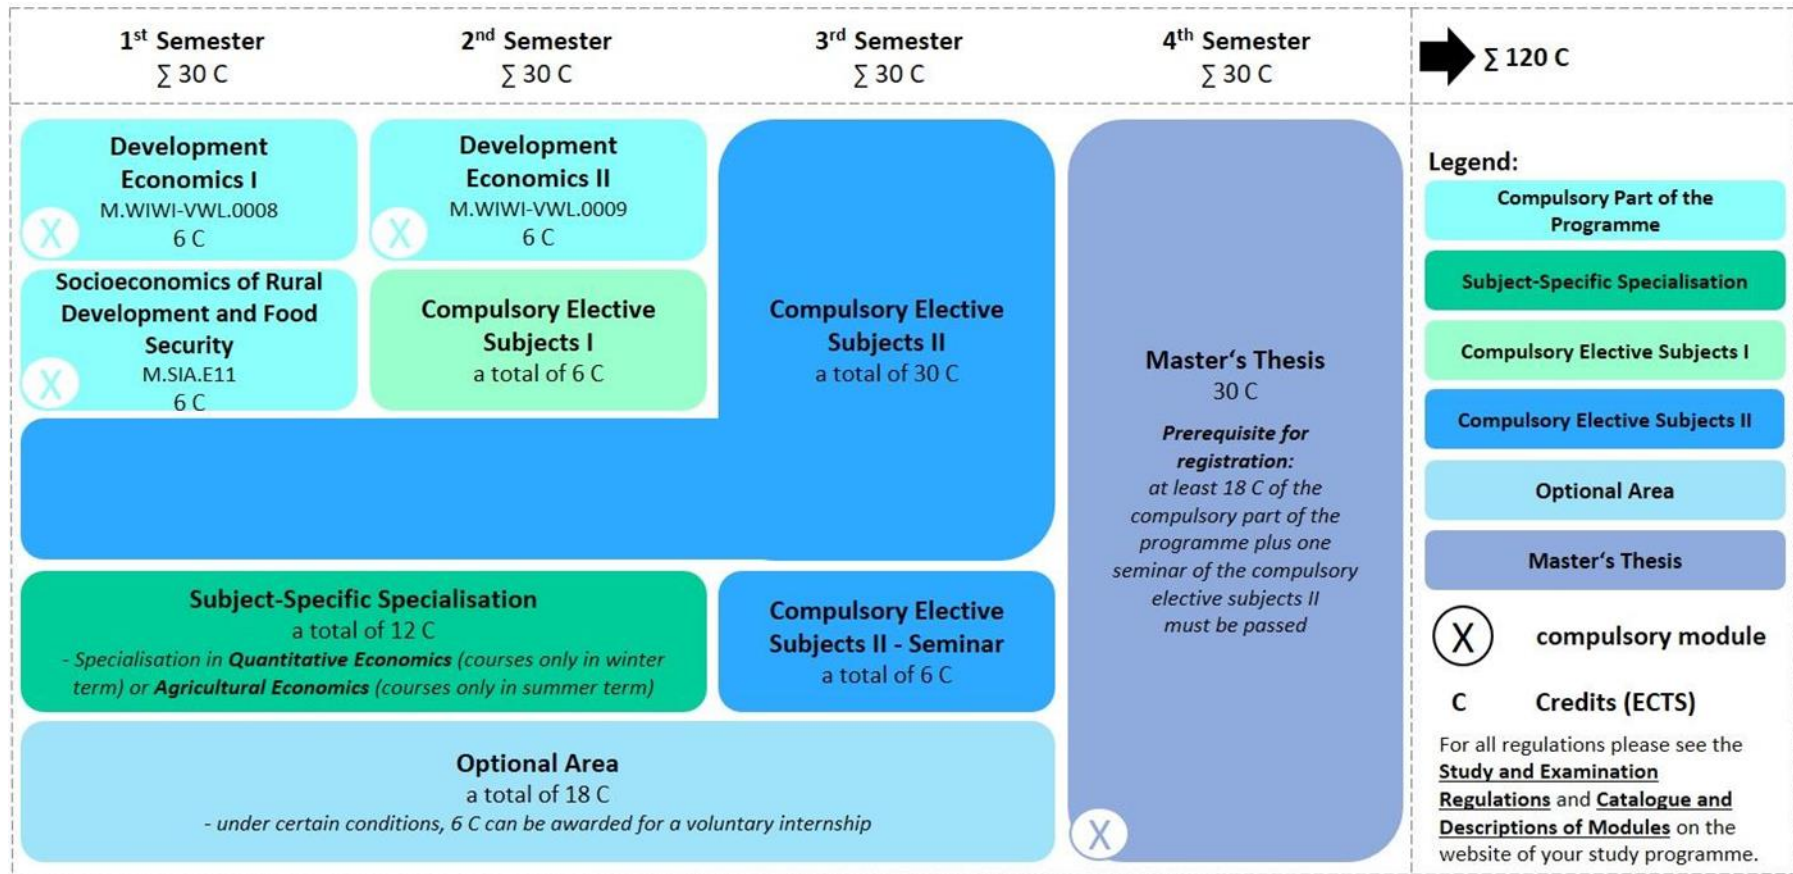 1st Semester
∑ 30 C
2nd Semester
∑ 30 C
3rd Semester
∑ 30 C
4th Semester
∑ 30 C
∑ 120 C
Development
Economics I
M.WIWI-VWL.0008
6 C
X
Development
Economics II
M.WIWI-VWL.0009
6 C
X
Socioeconomics of Rural
Development and Food
Security
M.SIA.E11
6 C
X
Compulsory Elective
Subjects I
a total of 6 C
Compulsory Elective
Subjects II
a total of 30 C
Subject-Specific Specialisation
a total of 12 C
- Specialisation in Quantitative Economics (courses only in winter
term) or Agricultural Economics (courses only in summer term)
Compulsory Elective
Subjects II - Seminar
a total of 6 C
Optional Area
a total of 18 C
- under certain conditions, 6 C can be awarded for a voluntary internship
Master‘s Thesis
30 C
Prerequisite for
registration:
at least 18 C of the
compulsory part of the
programme plus one
seminar of the compulsory
elective subjects II
must be passed
X
Legend:
Compulsory Part of the
Programme
Subject-Specific Specialisation
Compulsory Elective Subjects I
Compulsory Elective Subjects II
Optional Area
Master‘s Thesis
X compulsory module
C Credits (ECTS)
For all regulations please see the
Study and Examination
Regulations and Catalogue and
Descriptions of Modules on the
website of your study programme.